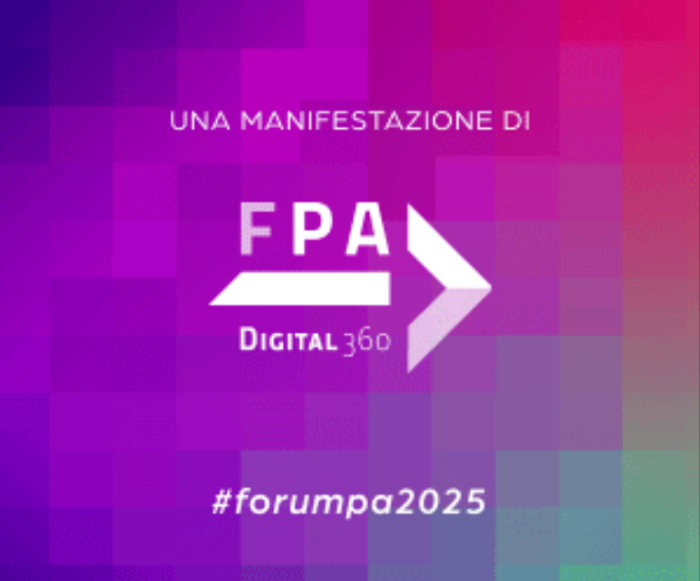 UNA MANIFESTAZIONE DI
FPA
DIGITAL 360
#forumpa2025